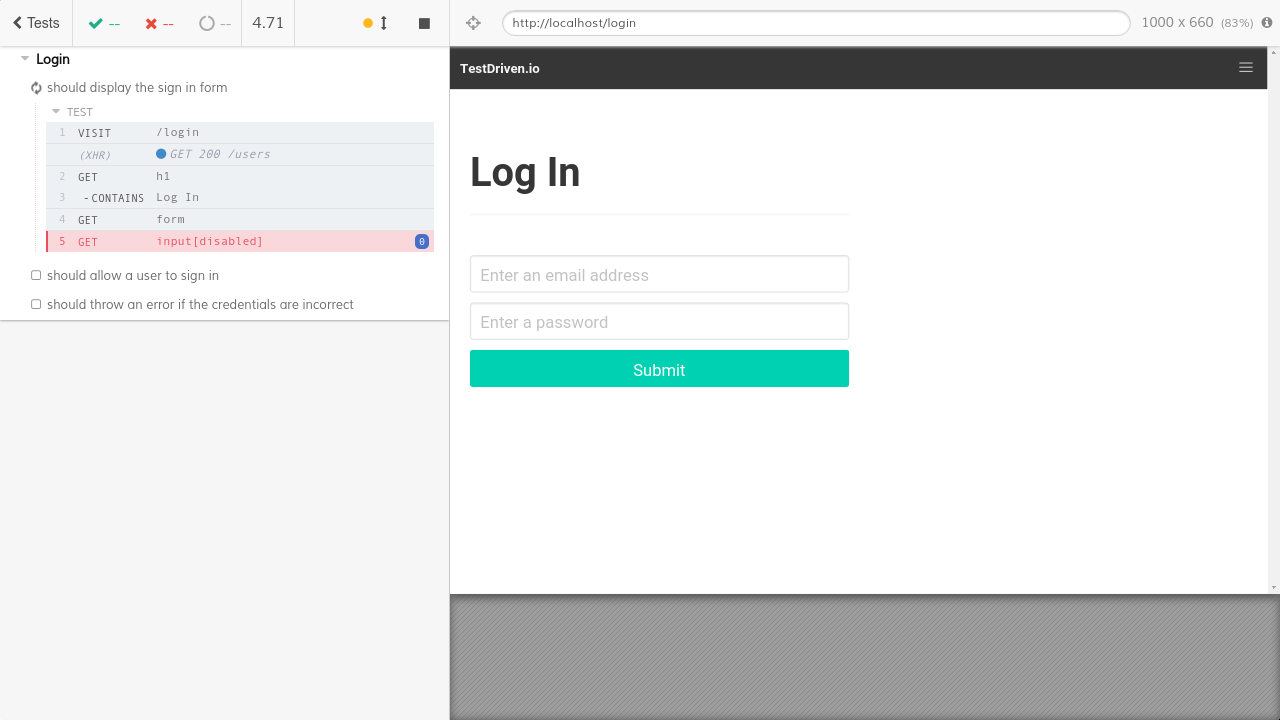 Tests -- -- -- 4.71
Login
should display the sign in form
TEST
1 VISIT /login
(XHR) GET 200 /users
2 GET h1
3 -CONTAINS Log In
4 GET form
5 GET input[disabled] 0
should allow a user to sign in
should throw an error if the credentials are incorrect
http://localhost/login 1000 x 660 (83%)
TestDriven.io
Log In
Enter an email address
Enter a password
Submit